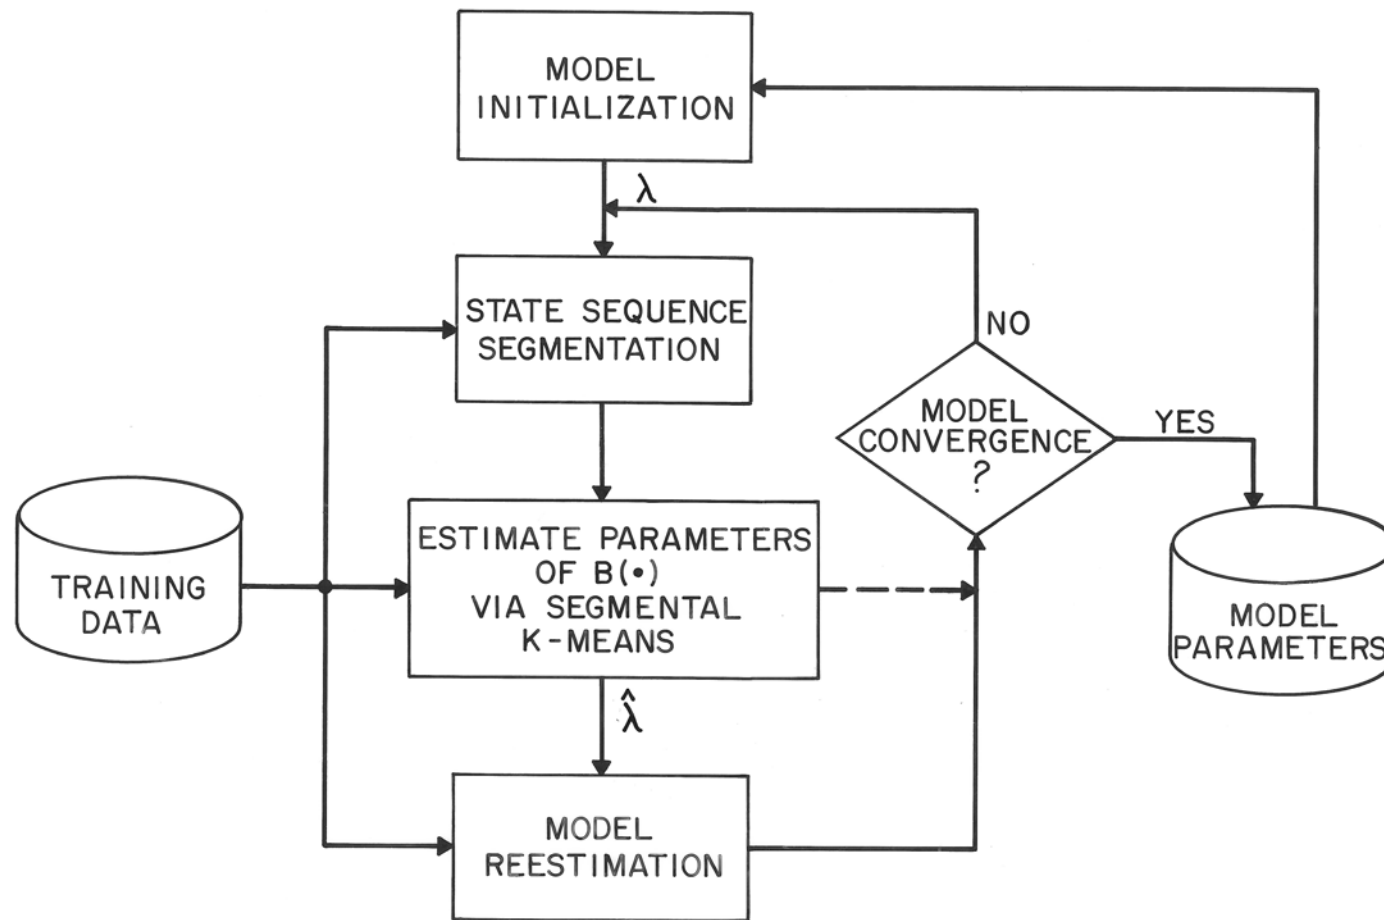 MODEL
INITIALIZATION
λ
STATE SEQUENCE
SEGMENTATION
NO
MODEL
CONVERGENCE
?
YES
TRAINING
DATA
ESTIMATE PARAMETERS
OF B(•)
VIA SEGMENTAL
K-MEANS
MODEL
PARAMETERS
λ̂
MODEL
REESTIMATION